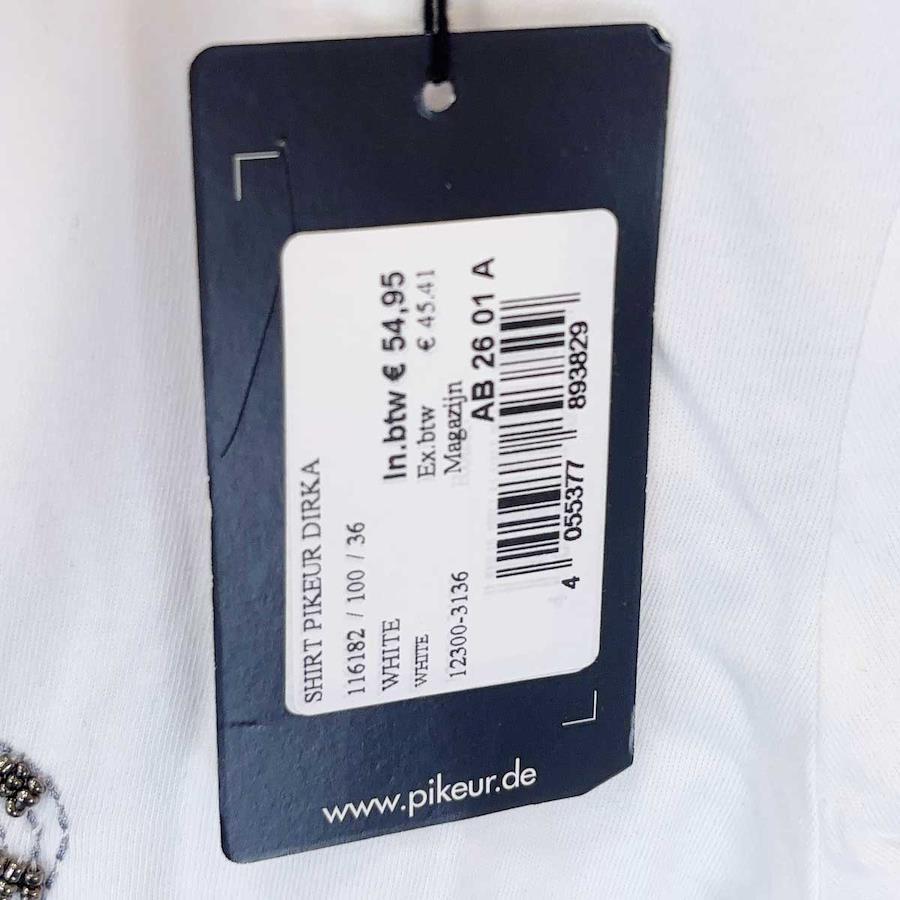 SHIRT PIKEUR DIRKA
116182 / 100 / 36
WHITE
In.btw € 54,95
WHITE
Ex.btw € 45.41
12300-3136
Magazijn
AB 26 01 A
4 055377 893829
www.pikeur.de